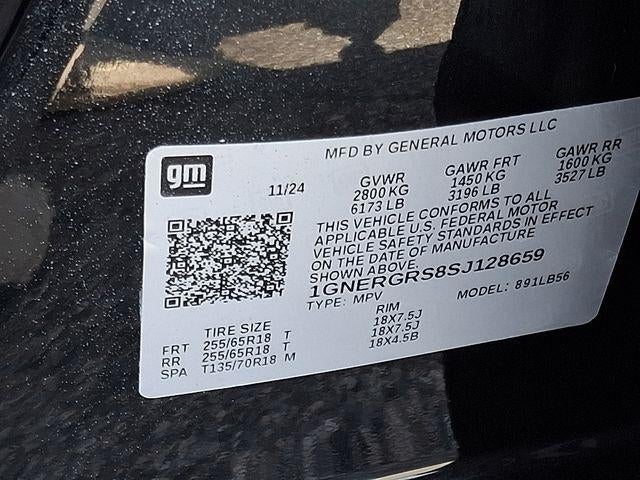 MFD BY GENERAL MOTORS LLC
gm
11/24
GVWR GAWR FRT GAWR RR
2800 KG 1450 KG 1600 KG
6173 LB 3196 LB 3527 LB
THIS VEHICLE CONFORMS TO ALL
APPLICABLE U.S. FEDERAL MOTOR
VEHICLE SAFETY STANDARDS IN EFFECT
ON THE DATE OF MANUFACTURE
SHOWN ABOVE.
1GNERGRS8SJ128659
TYPE: MPV MODEL: 891LB56
TIRE SIZE RIM
FRT 255/65R18 T 18X7.5J
RR 255/65R18 T 18X7.5J
SPA T135/70R18 M 18X4.5B